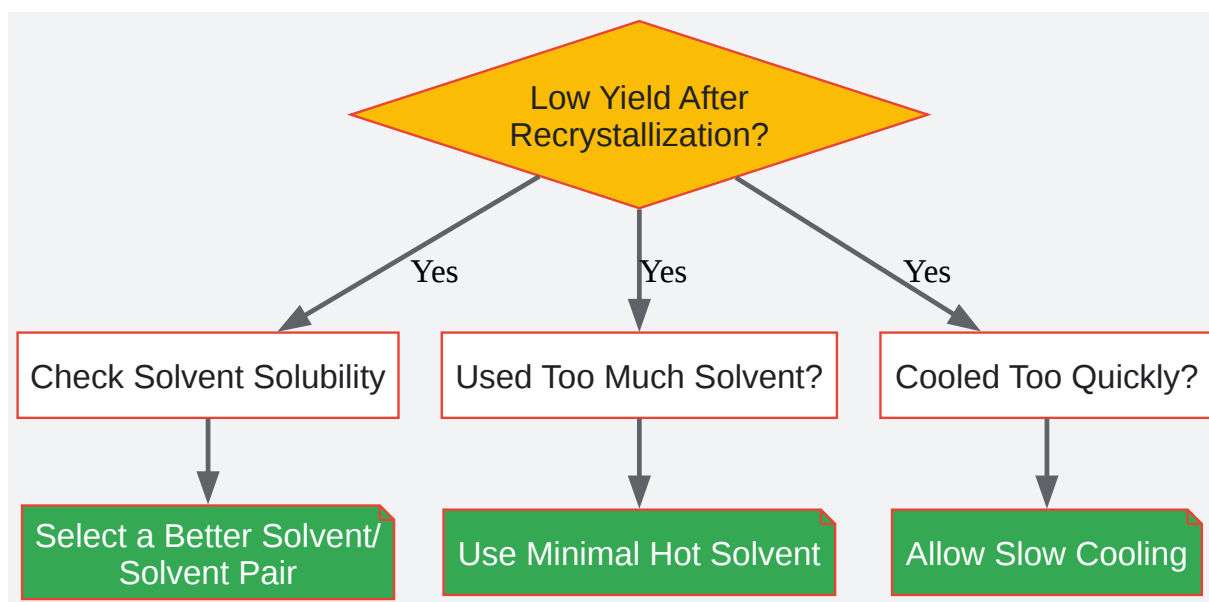 Low Yield After
Recrystallization?
Yes
Yes
Yes
Check Solvent Solubility
Used Too Much Solvent?
Cooled Too Quickly?
Select a Better Solvent/
Solvent Pair
Use Minimal Hot Solvent
Allow Slow Cooling